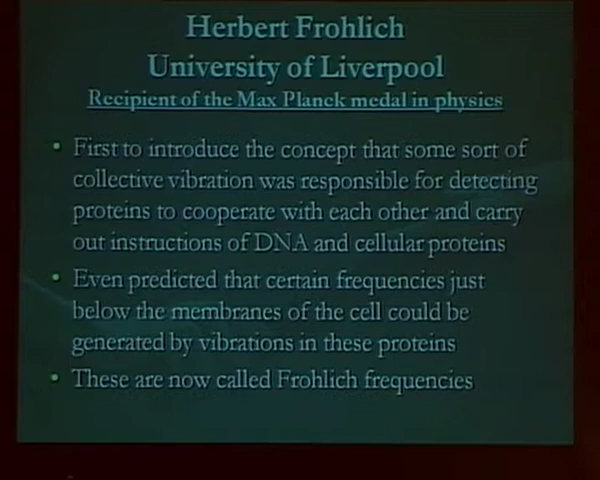 Herbert Frohlich
University of Liverpool
Recipient of the Max Planck medal in physics
• First to introduce the concept that some sort of
collective vibration was responsible for detecting
proteins to cooperate with each other and carry
out instructions of DNA and cellular proteins
• Even predicted that certain frequencies just
below the membranes of the cell could be
generated by vibrations in these proteins
• These are now called Frohlich frequencies